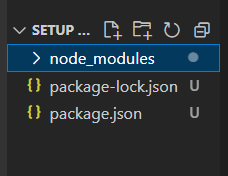 SETUP ...
node_modules
{} package-lock.json U
{} package.json U